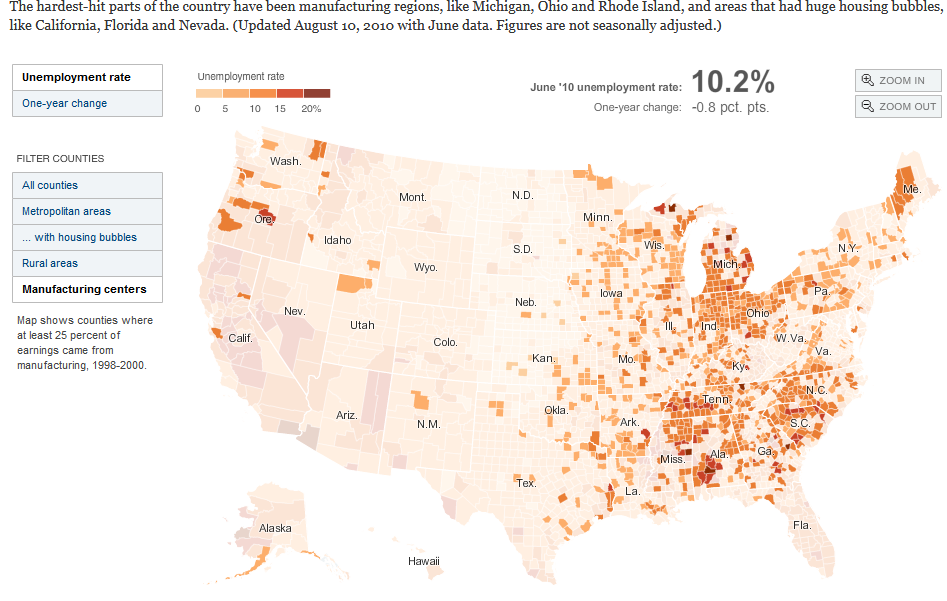 The hardest-hit parts of the country have been manufacturing regions, like Michigan, Ohio and Rhode Island, and areas that had huge housing bubbles,
like California, Florida and Nevada. (Updated August 10, 2010 with June data. Figures are not seasonally adjusted.)
Unemployment rate
One-year change
Unemployment rate
0 5 10 15 20%
June '10 unemployment rate: 10.2%
One-year change: -0.8 pct. pts.
ZOOM IN
ZOOM OUT
FILTER COUNTIES
All counties
Metropolitan areas
... with housing bubbles
Rural areas
Manufacturing centers
Map shows counties where
at least 25 percent of
earnings came from
manufacturing, 1998-2000.
Wash.
Mont.
N.D.
Minn.
Me.
Ore.
Idaho
S.D.
Wis.
N.Y.
Wyo.
Mich.
Neb.
Iowa
Pa.
Nev.
Utah
Ill.
Ind.
Ohio
Calif.
Colo.
Kan.
Mo.
W.Va.
Va.
Ky.
Ariz.
N.M.
Okla.
Ark.
Tenn.
N.C.
S.C.
Miss.
Ala.
Ga.
Tex.
La.
Fla.
Alaska
Hawaii